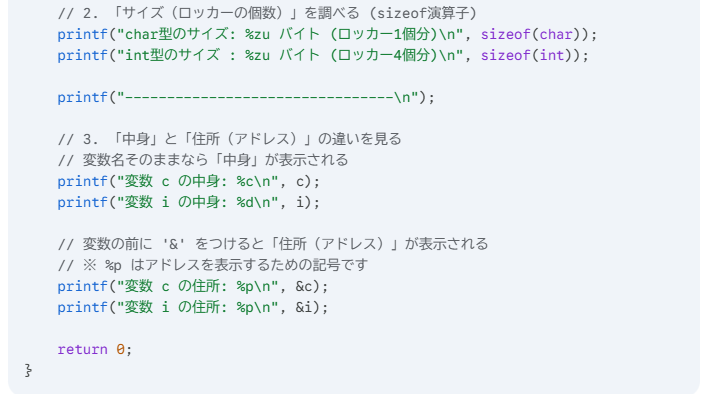 // 2. 「サイズ（ロッカーの個数）」を調べる (sizeof演算子)
printf("char型のサイズ: %zu バイト (ロッカー1個分)\n", sizeof(char));
printf("int型のサイズ : %zu バイト (ロッカー4個分)\n", sizeof(int));
printf("--------------------------------\n");
// 3. 「中身」と「住所（アドレス）」の違いを見る
// 変数名そのままなら「中身」が表示される
printf("変数 c の中身: %c\n", c);
printf("変数 i の中身: %d\n", i);
// 変数の前に '&' をつけると「住所（アドレス）」が表示される
// ※ %p はアドレスを表示するための記号です
printf("変数 c の住所: %p\n", &c);
printf("変数 i の住所: %p\n", &i);
return 0;
}